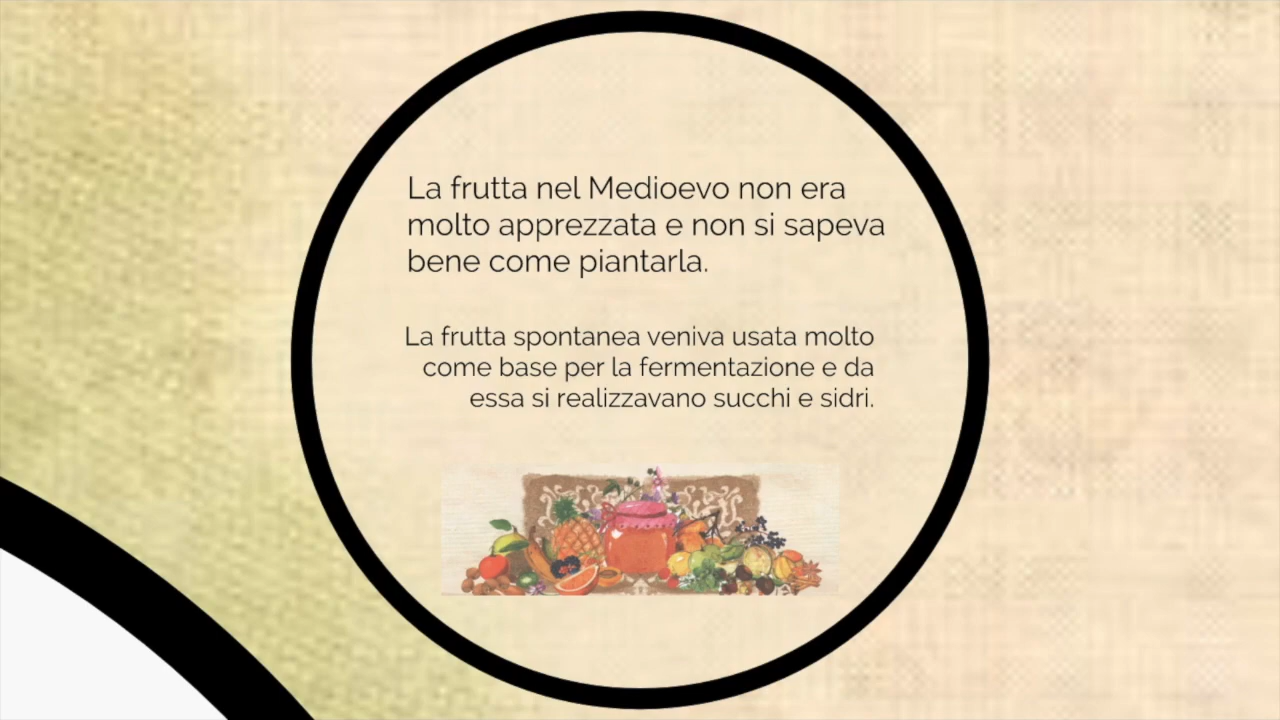 La frutta nel Medioevo non era
molto apprezzata e non si sapeva
bene come piantarla.
La frutta spontanea veniva usata molto
come base per la fermentazione e da
essa si realizzavano succhi e sidri.